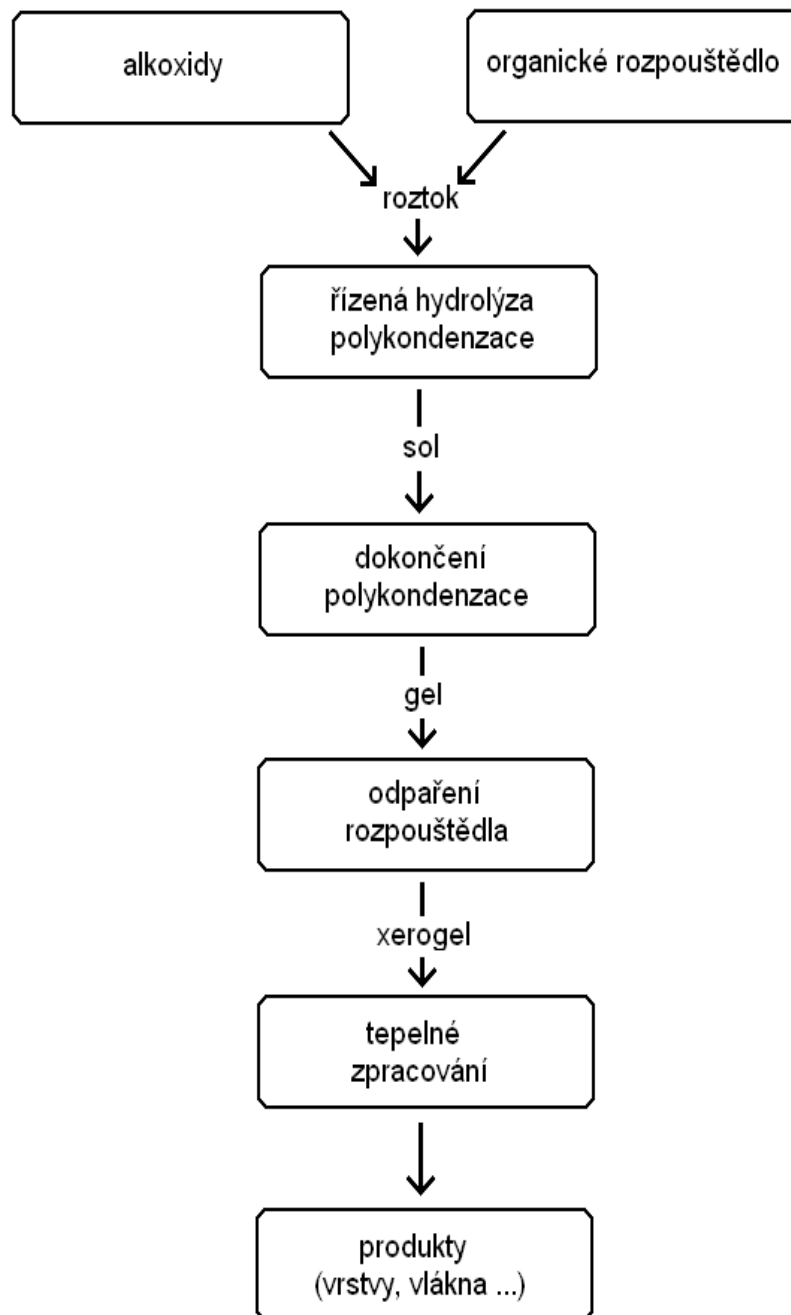 alkoxidy
organické rozpouštědlo
roztok
řízená hydrolýza
polykondenzace
sol
dokončení
polykondenzace
gel
odpaření
rozpouštědla
xerogel
tepelné
zpracování
produkty
(vrstvy, vlákna ...)